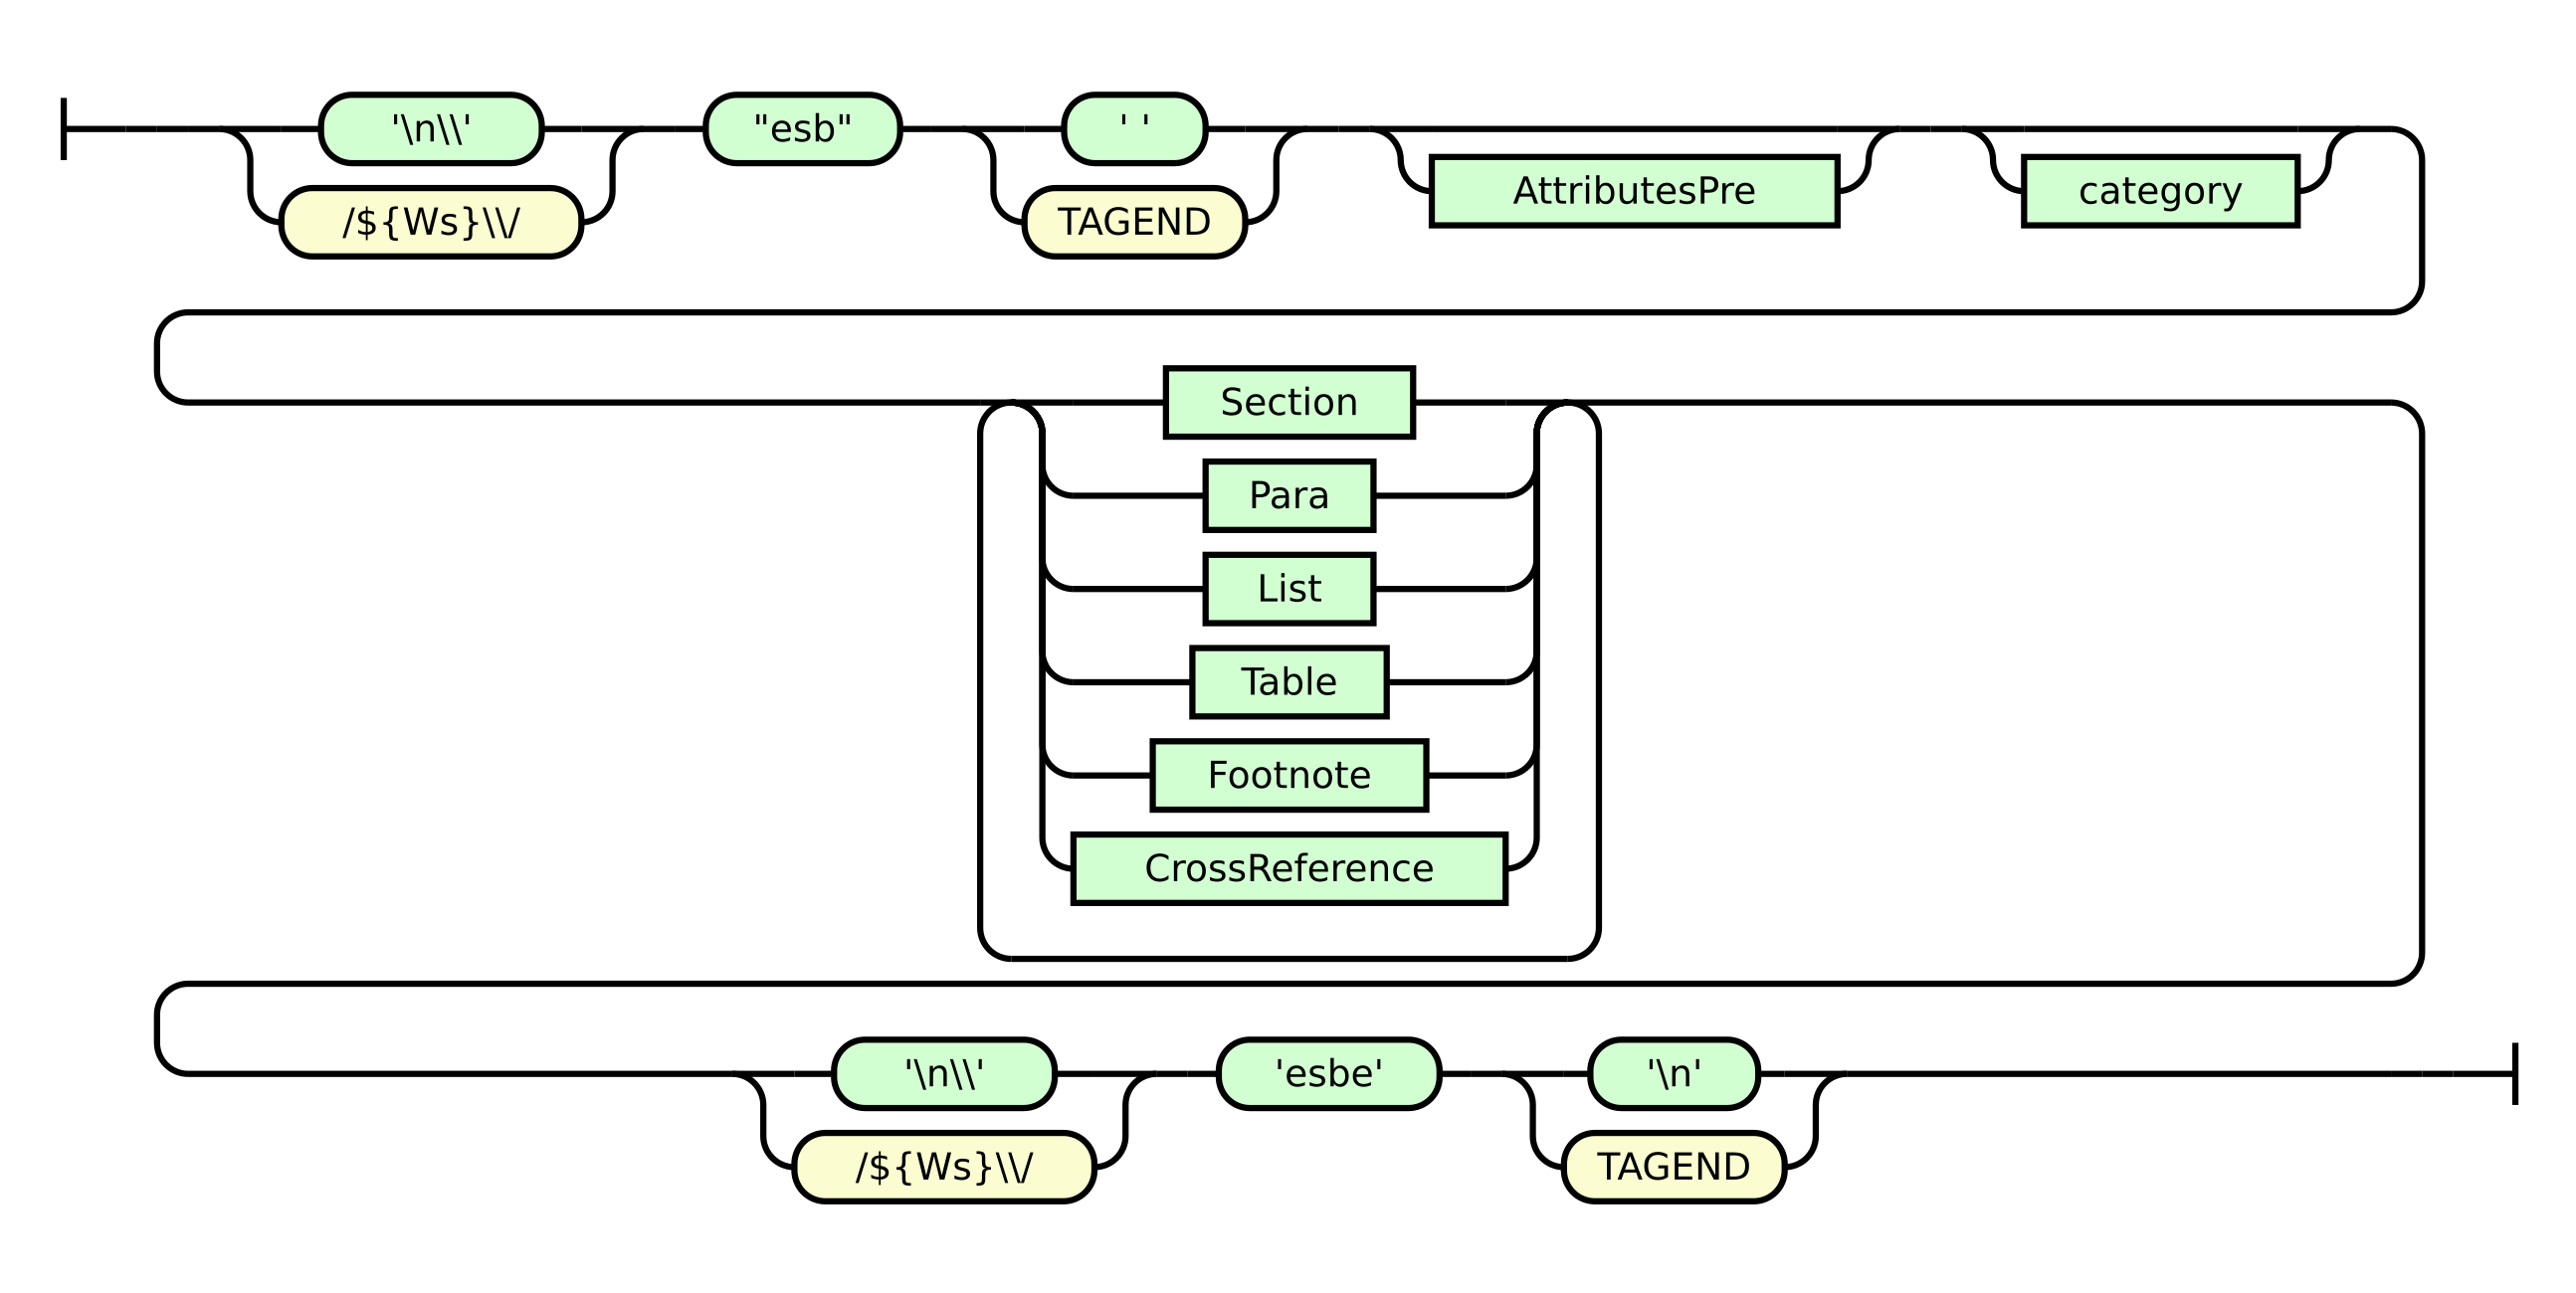 '\n\\' "esb" ' '
/${Ws}\\/ TAGEND AttributesPre category
Section
Para
List
Table
Footnote
CrossReference
'\n\\' 'esbe' '\n'
/${Ws}\\/ TAGEND